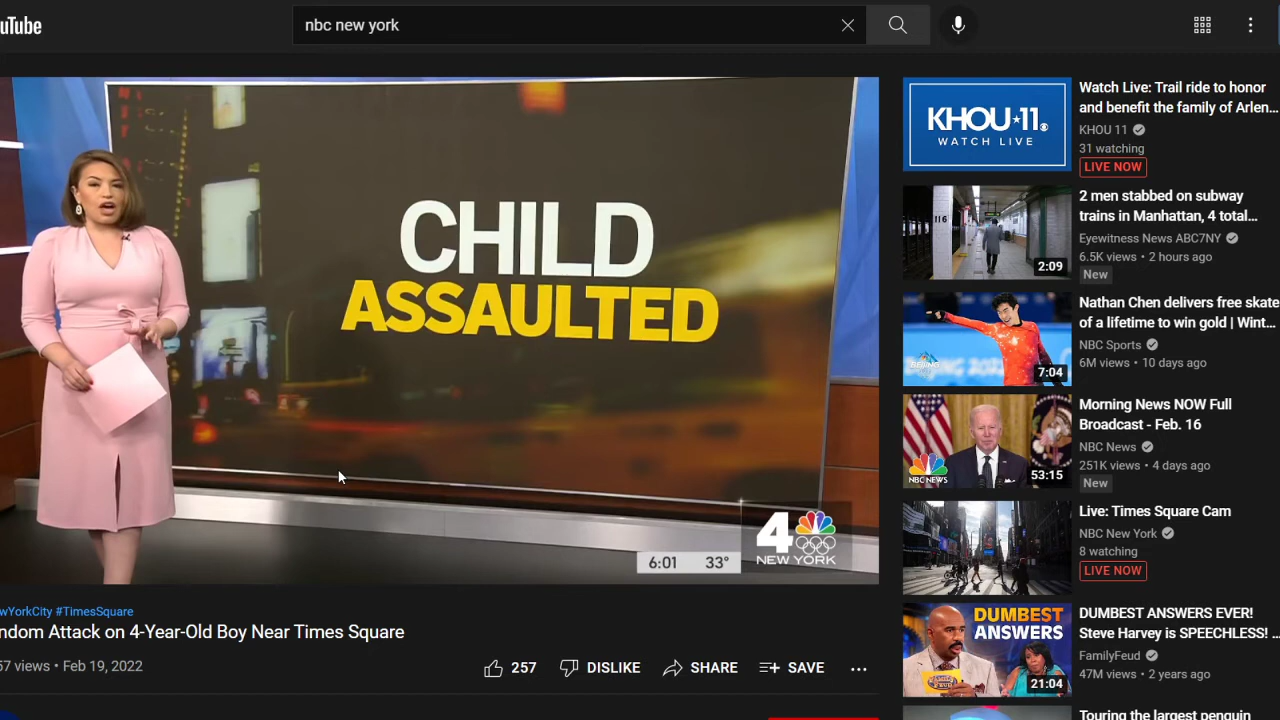 uTube
nbc new york
CHILD
ASSAULTED
6:01 33°
4
NEW YORK
wYorkCity #TimesSquare
ndom Attack on 4-Year-Old Boy Near Times Square
57 views • Feb 19, 2022
257 DISLIKE SHARE SAVE
KHOU★11
WATCH LIVE
Watch Live: Trail ride to honor
and benefit the family of Arlen...
KHOU 11
31 watching
LIVE NOW
116
2:09
2 men stabbed on subway
trains in Manhattan, 4 total...
Eyewitness News ABC7NY
6.5K views • 2 hours ago
New
BEIJING 2022
7:04
Nathan Chen delivers free skate
of a lifetime to win gold | Wint...
NBC Sports
6M views • 10 days ago
NBC NEWS
53:15
Morning News NOW Full
Broadcast - Feb. 16
NBC News
251K views • 4 days ago
New
Live: Times Square Cam
NBC New York
8 watching
LIVE NOW
DUMBEST
ANSWERS
21:04
DUMBEST ANSWERS EVER!
Steve Harvey is SPEECHLESS! ...
FamilyFeud
47M views • 2 years ago
Touring the largest penguin